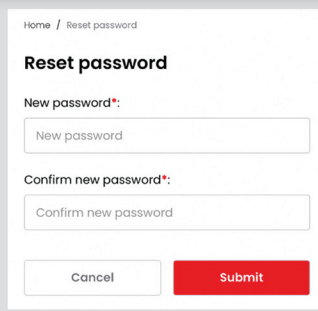 Home / Reset password
Reset password
New password*:
New password
Confirm new password*:
Confirm new password
Cancel Submit